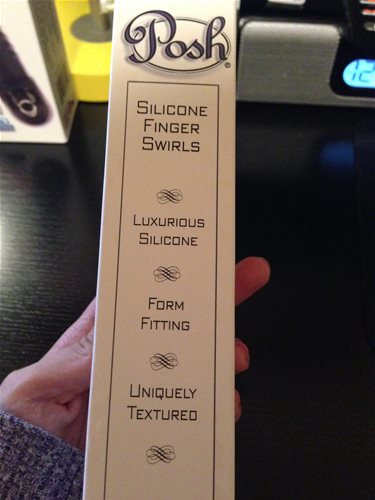 Posh®
SILICONE
FINGER
SWIRLS
LUXURIOUS
SILICONE
FORM
FITTING
UNIQUELY
TEXTURED